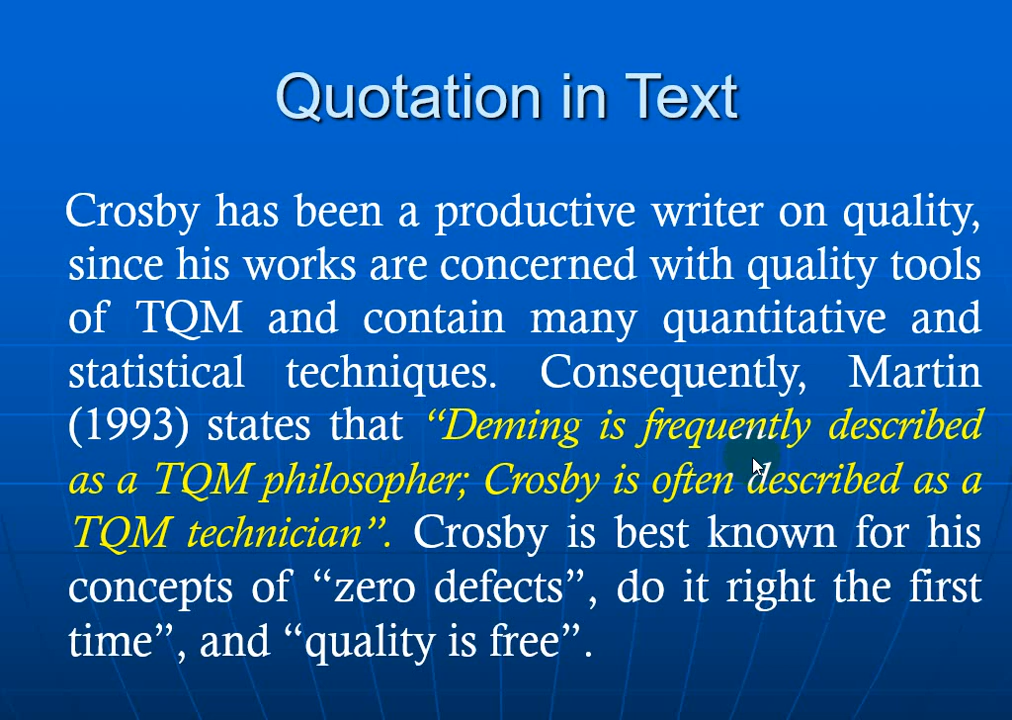 Quotation in Text
Crosby has been a productive writer on quality,
since his works are concerned with quality tools
of TQM and contain many quantitative and
statistical techniques. Consequently, Martin
(1993) states that “Deming is frequently described
as a TQM philosopher; Crosby is often described as a
TQM technician”. Crosby is best known for his
concepts of “zero defects”, do it right the first
time”, and “quality is free”.